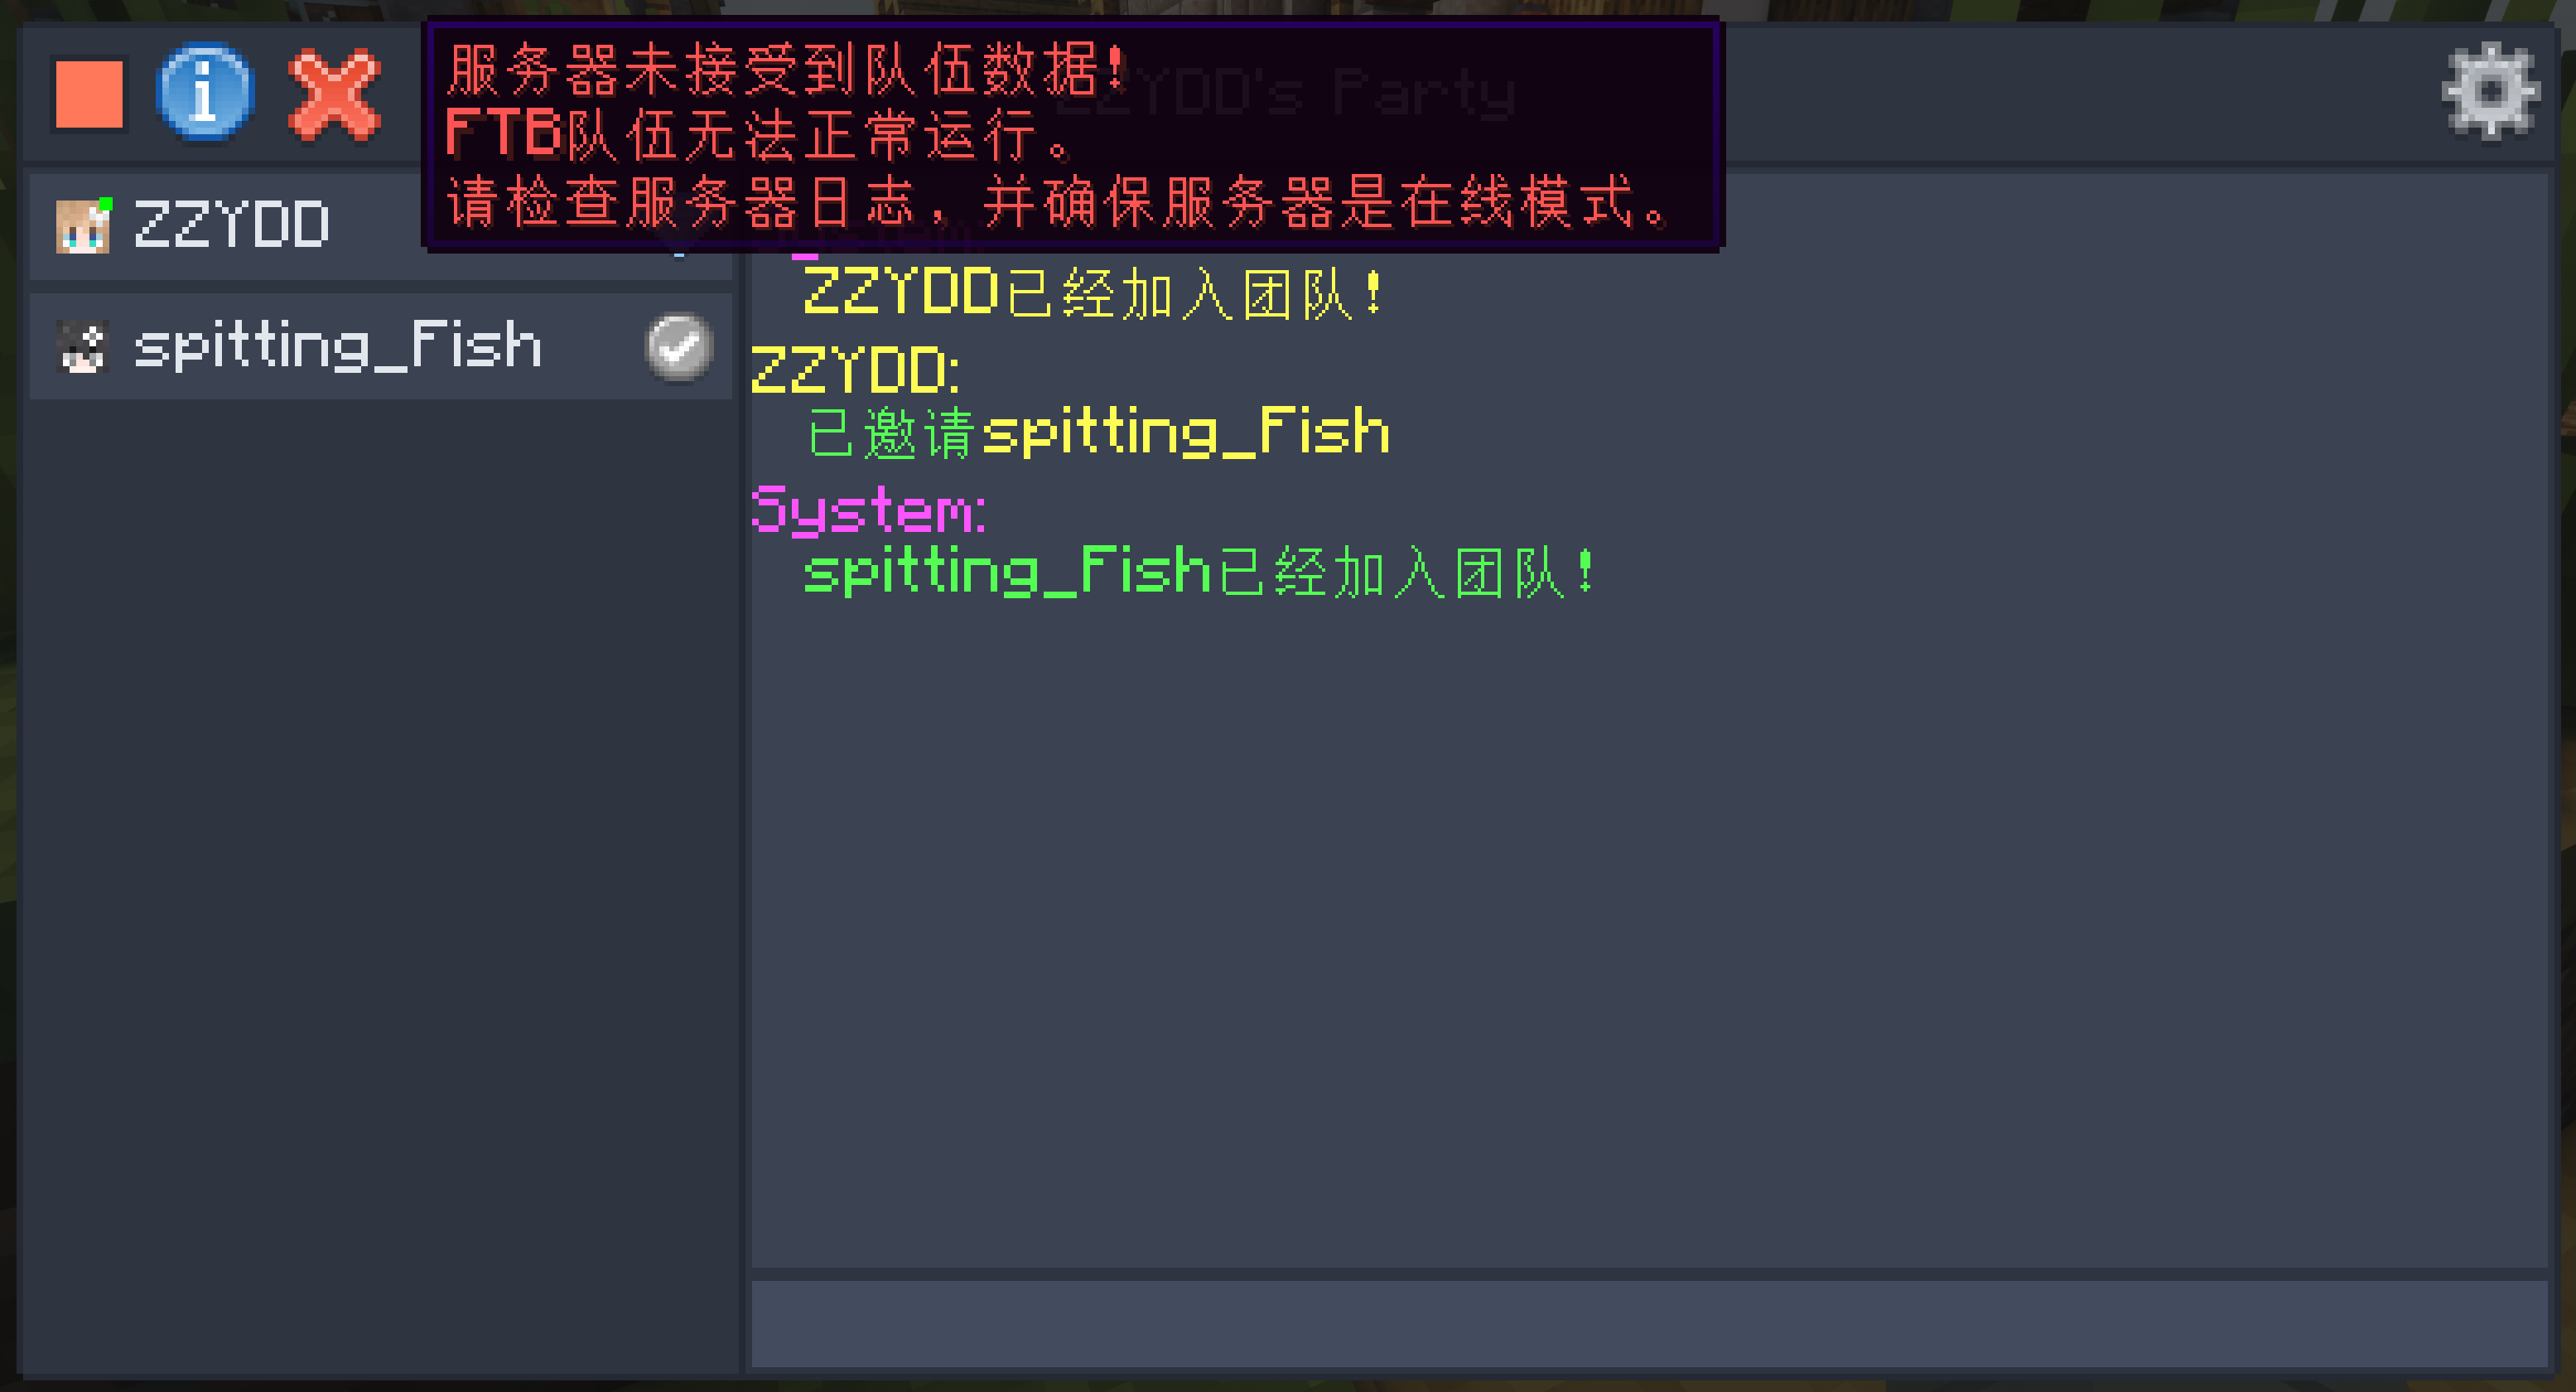 服务器未接受到队伍数据!
FTB队伍无法正常运行。
请检查服务器日志，并确保服务器是在线模式。
ZZYDD's Party
ZZYDD
spitting_Fish
System:
ZZYDD已经加入团队!
ZZYDD:
已邀请spitting_Fish
System:
spitting_Fish已经加入团队!